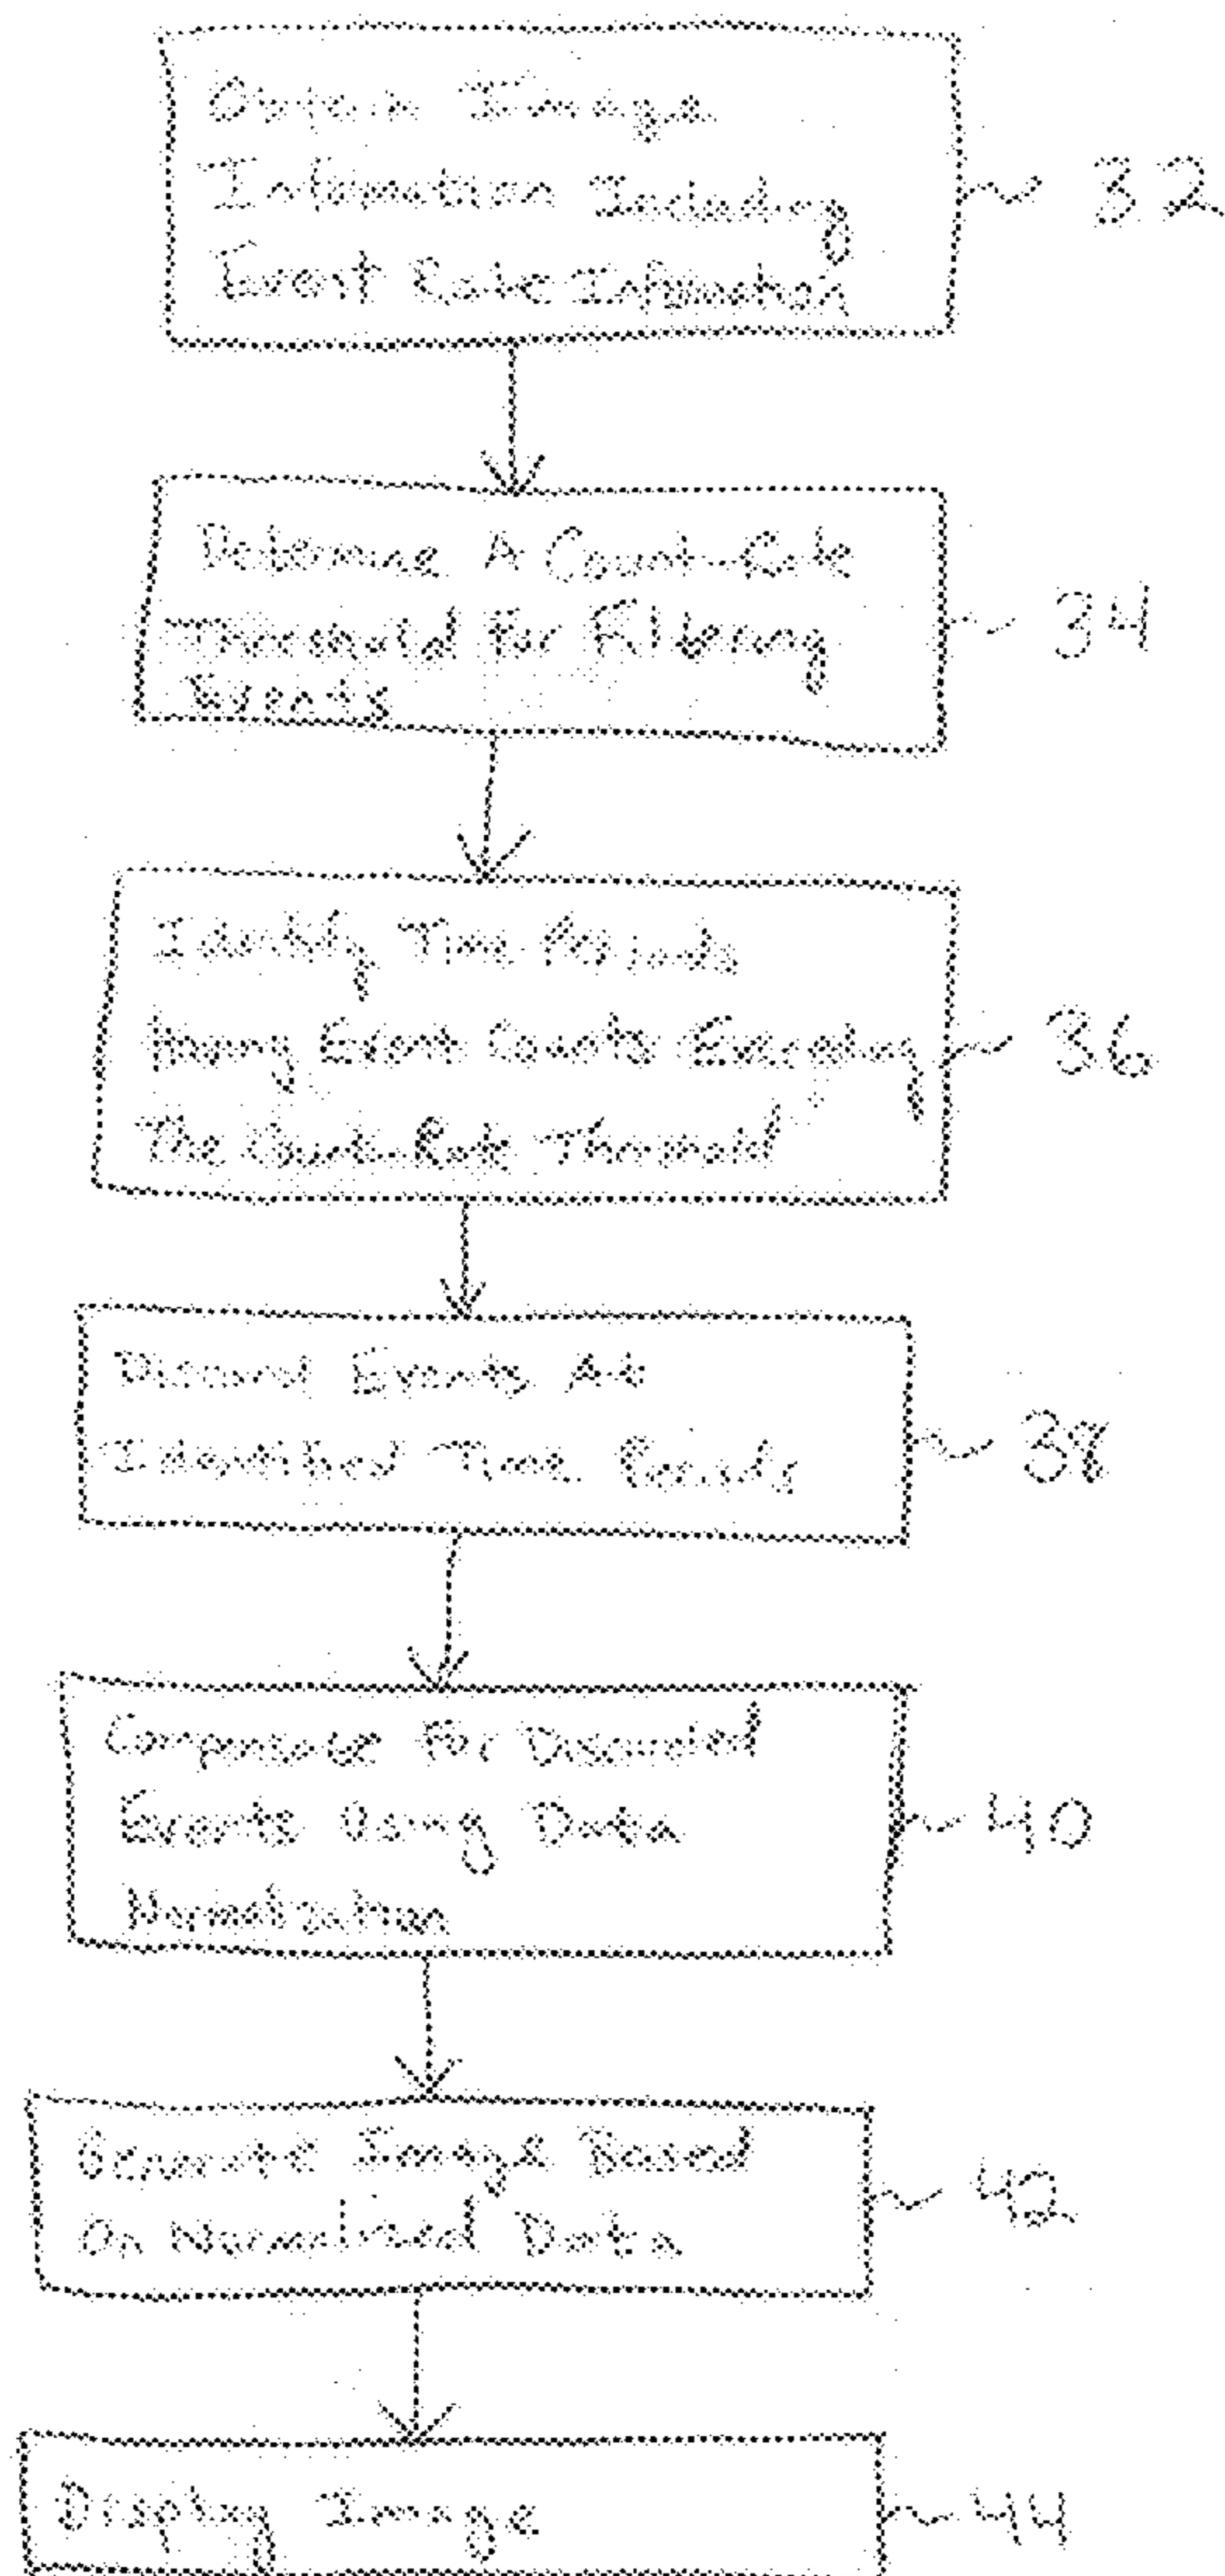 Obtain Image
Information Including
Event Rate Information
32
Determine A Count-Rate
Threshold For Filtering
Events
34
Identify Time Periods
Having Event Counts Exceeding
The Count-Rate Threshold
36
Discard Events At
Identified Time Periods
38
Compensate For Discarded
Events Using Data
Normalization
40
Generate Image Based
On Normalized Data
42
Display Image
44